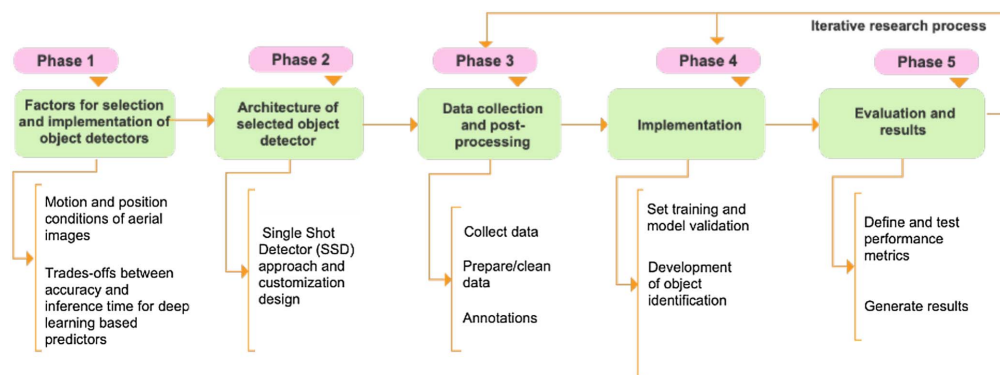 Iterative research process
Phase 1
Phase 2
Phase 3
Phase 4
Phase 5
Factors for selection
and implementation of
object detectors
Architecture of
selected object
detector
Data collection
and post-
processing
Implementation
Evaluation and
results
Motion and position
conditions of aerial
images
Trades-offs between
accuracy and
inference time for deep
learning based
predictors
Single Shot
Detector (SSD)
approach and
customization
design
Collect data
Prepare/clean
data
Annotations
Set training and
model validation
Development
of object
identification
Define and test
performance
metrics
Generate results